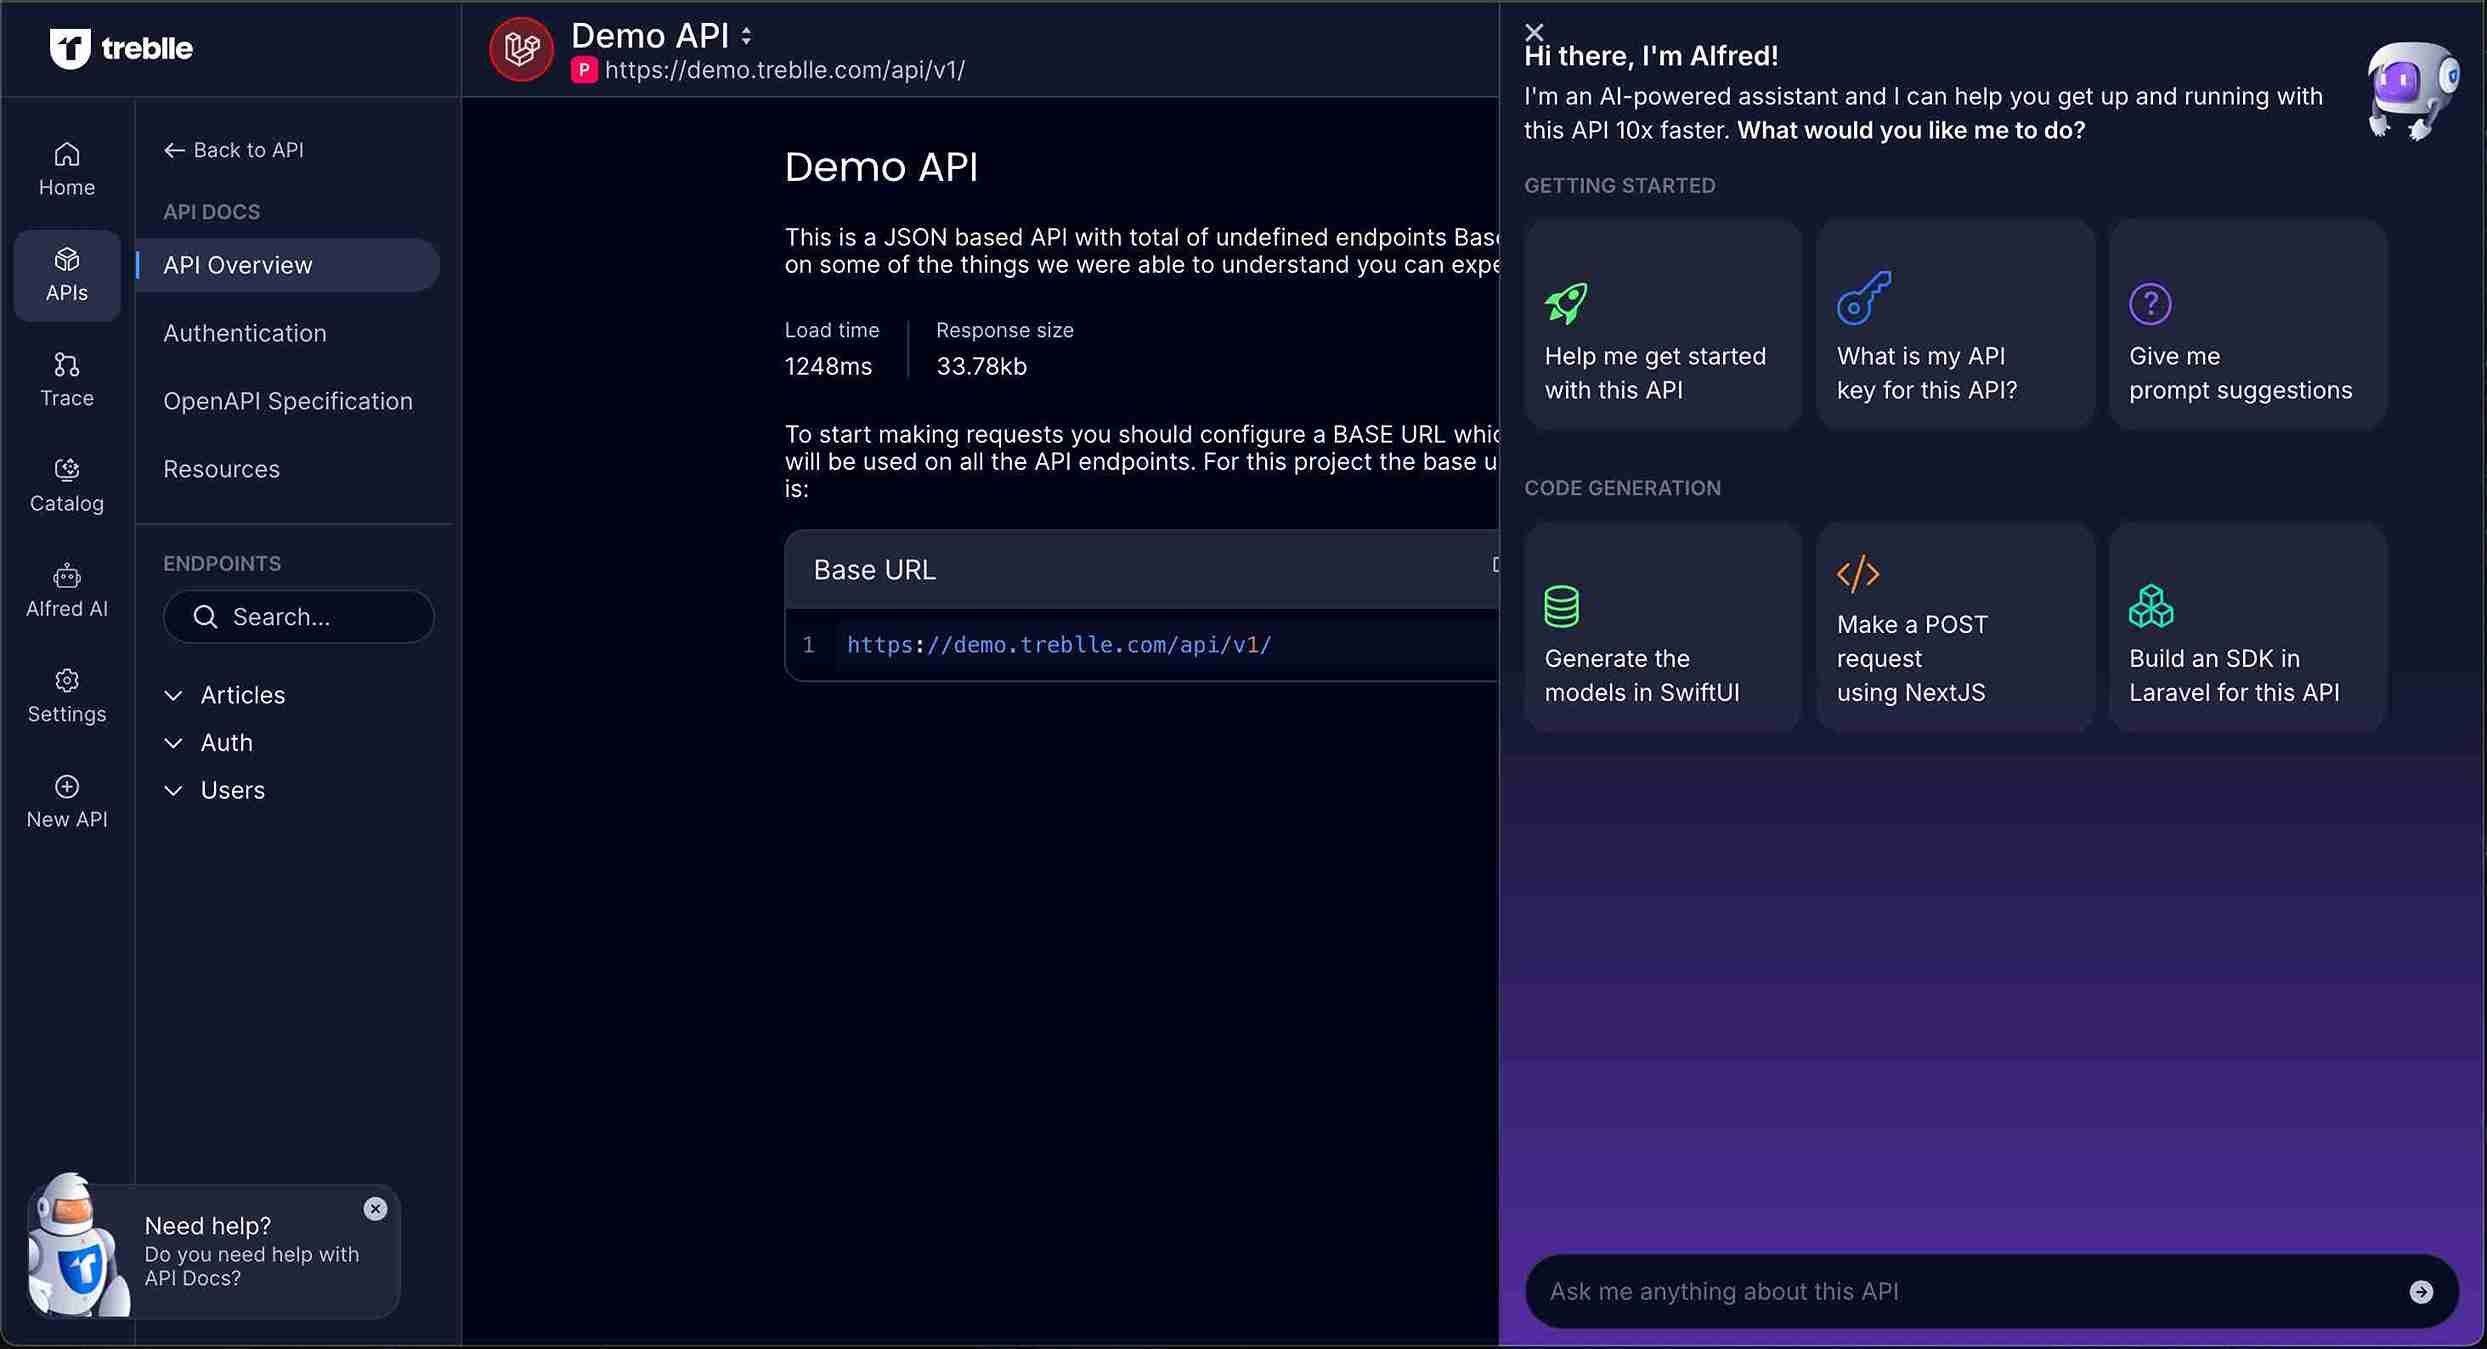 treblle
Demo API
P https://demo.treblle.com/api/v1/
Home
APIs
Trace
Catalog
Alfred AI
Settings
New API
Back to API
API DOCS
API Overview
Authentication
OpenAPI Specification
Resources
ENDPOINTS
Search...
Articles
Auth
Users
Need help?
Do you need help with
API Docs?
Demo API
This is a JSON based API with total of undefined endpoints Bas
on some of the things we were able to understand you can expe
Load time
1248ms
Response size
33.78kb
To start making requests you should configure a BASE URL whic
will be used on all the API endpoints. For this project the base u
is:
Base URL
1 https://demo.treblle.com/api/v1/
Hi there, I'm Alfred!
I'm an AI-powered assistant and I can help you get up and running with
this API 10x faster. What would you like me to do?
GETTING STARTED
Help me get started
with this API
What is my API
key for this API?
Give me
prompt suggestions
CODE GENERATION
Generate the
models in SwiftUI
Make a POST
request
using NextJS
Build an SDK in
Laravel for this API
Ask me anything about this API